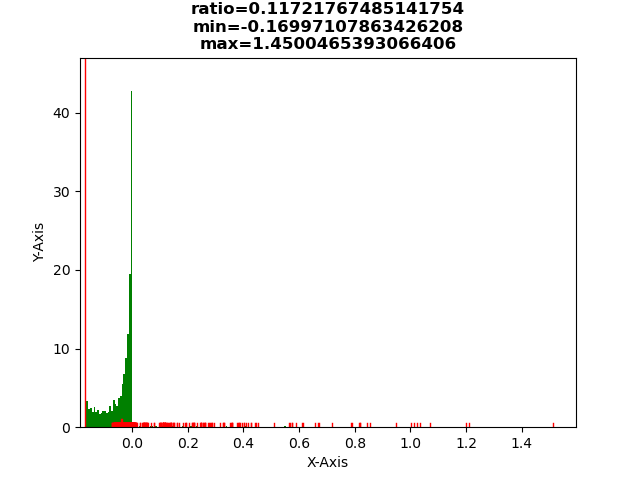 ratio=0.11721767485141754
min=-0.16997107863426208
max=1.4500465393066406
40
30
20
10
0
Y-Axis
0.0 0.2 0.4 0.6 0.8 1.0 1.2 1.4
X-Axis